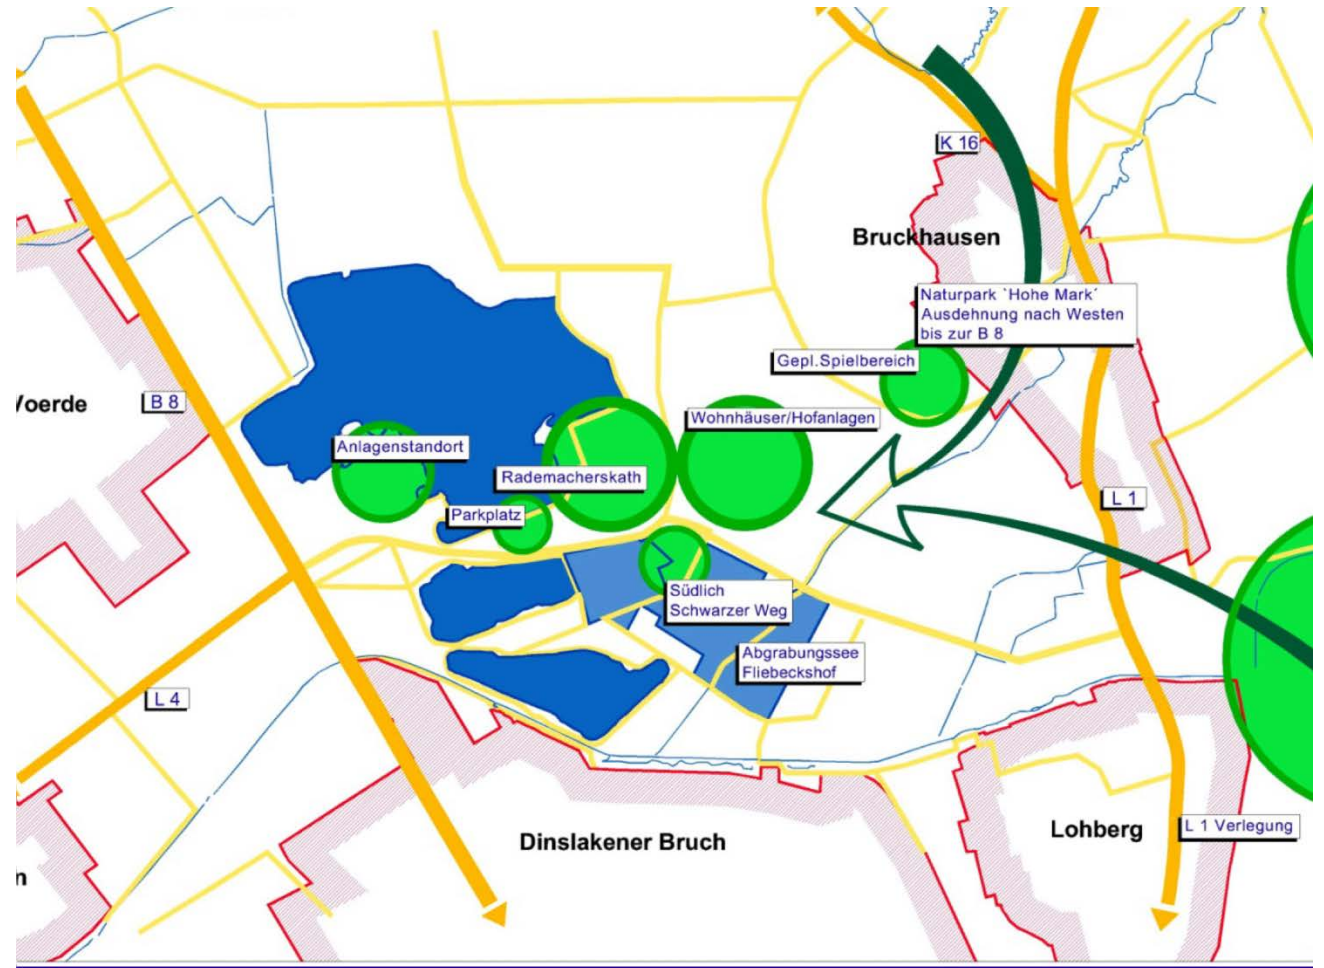 K 16
Bruckhausen
Naturpark `Hohe Mark´
Ausdehnung nach Westen
bis zur B 8
Gepl.Spielbereich
Voerde
B 8
Wohnhäuser/Hofanlagen
Anlagenstandort
Rademacherskath
L 1
Parkplatz
Südlich
Schwarzer Weg
Abgrabungssee
Fliebeckshof
L 4
Dinslakener Bruch
Lohberg
L 1 Verlegung
n